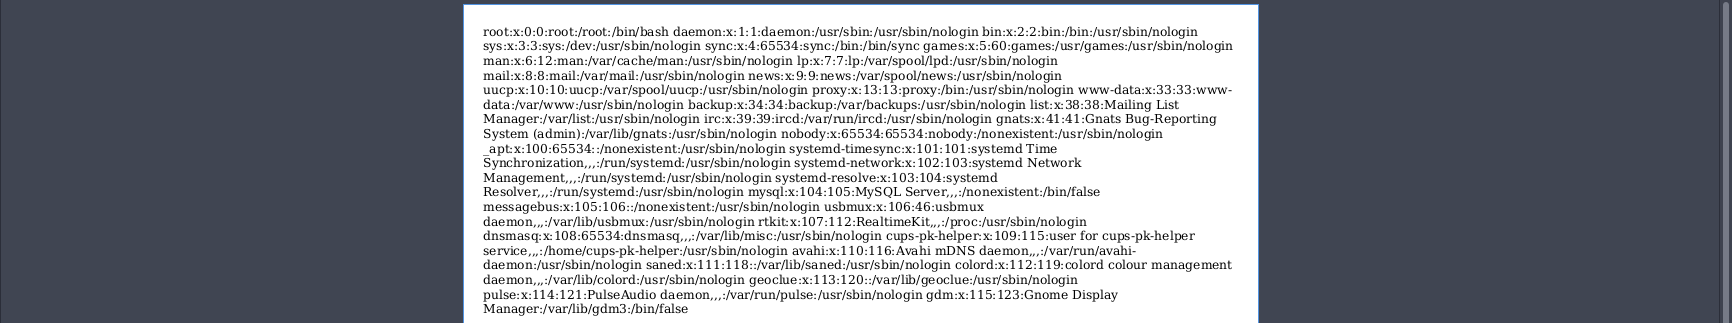 root:x:0:0:root:/root:/bin/bash daemon:x:1:1:daemon:/usr/sbin:/usr/sbin/nologin bin:x:2:2:bin:/bin:/usr/sbin/nologin
sys:x:3:3:sys:/dev:/usr/sbin/nologin sync:x:4:65534:sync:/bin:/bin/sync games:x:5:60:games:/usr/games:/usr/sbin/nologin
man:x:6:12:man:/var/cache/man:/usr/sbin/nologin lp:x:7:7:lp:/var/spool/lpd:/usr/sbin/nologin
mail:x:8:8:mail:/var/mail:/usr/sbin/nologin news:x:9:9:news:/var/spool/news:/usr/sbin/nologin
uucp:x:10:10:uucp:/var/spool/uucp:/usr/sbin/nologin proxy:x:13:13:proxy:/bin:/usr/sbin/nologin www-data:x:33:33:www-
data:/var/www:/usr/sbin/nologin backup:x:34:34:backup:/var/backups:/usr/sbin/nologin list:x:38:38:Mailing List
Manager:/var/list:/usr/sbin/nologin irc:x:39:39:ircd:/var/run/ircd:/usr/sbin/nologin gnats:x:41:41:Gnats Bug-Reporting
System (admin):/var/lib/gnats:/usr/sbin/nologin nobody:x:65534:65534:nobody:/nonexistent:/usr/sbin/nologin
_apt:x:100:65534::/nonexistent:/usr/sbin/nologin systemd-timesync:x:101:101:systemd Time
Synchronization,,,:/run/systemd:/usr/sbin/nologin systemd-network:x:102:103:systemd Network
Management,,,:/run/systemd:/usr/sbin/nologin systemd-resolve:x:103:104:systemd
Resolver,,,:/run/systemd:/usr/sbin/nologin mysql:x:104:105:MySQL Server,,,:/nonexistent:/bin/false
messagebus:x:105:106::/nonexistent:/usr/sbin/nologin usbmux:x:106:46:usbmux
daemon,,,:/var/lib/usbmux:/usr/sbin/nologin rtkit:x:107:112:RealtimeKit,,,:/proc:/usr/sbin/nologin
dnsmasq:x:108:65534:dnsmasq,,,:/var/lib/misc:/usr/sbin/nologin cups-pk-helper:x:109:115:user for cups-pk-helper
service,,,:/home/cups-pk-helper:/usr/sbin/nologin avahi:x:110:116:Avahi mDNS daemon,,,:/var/run/avahi-
daemon:/usr/sbin/nologin saned:x:111:118::/var/lib/saned:/usr/sbin/nologin colord:x:112:119:colord colour management
daemon,,,:/var/lib/colord:/usr/sbin/nologin geoclue:x:113:120::/var/lib/geoclue:/usr/sbin/nologin
pulse:x:114:121:PulseAudio daemon,,,:/var/run/pulse:/usr/sbin/nologin gdm:x:115:123:Gnome Display
Manager:/var/lib/gdm3:/bin/false